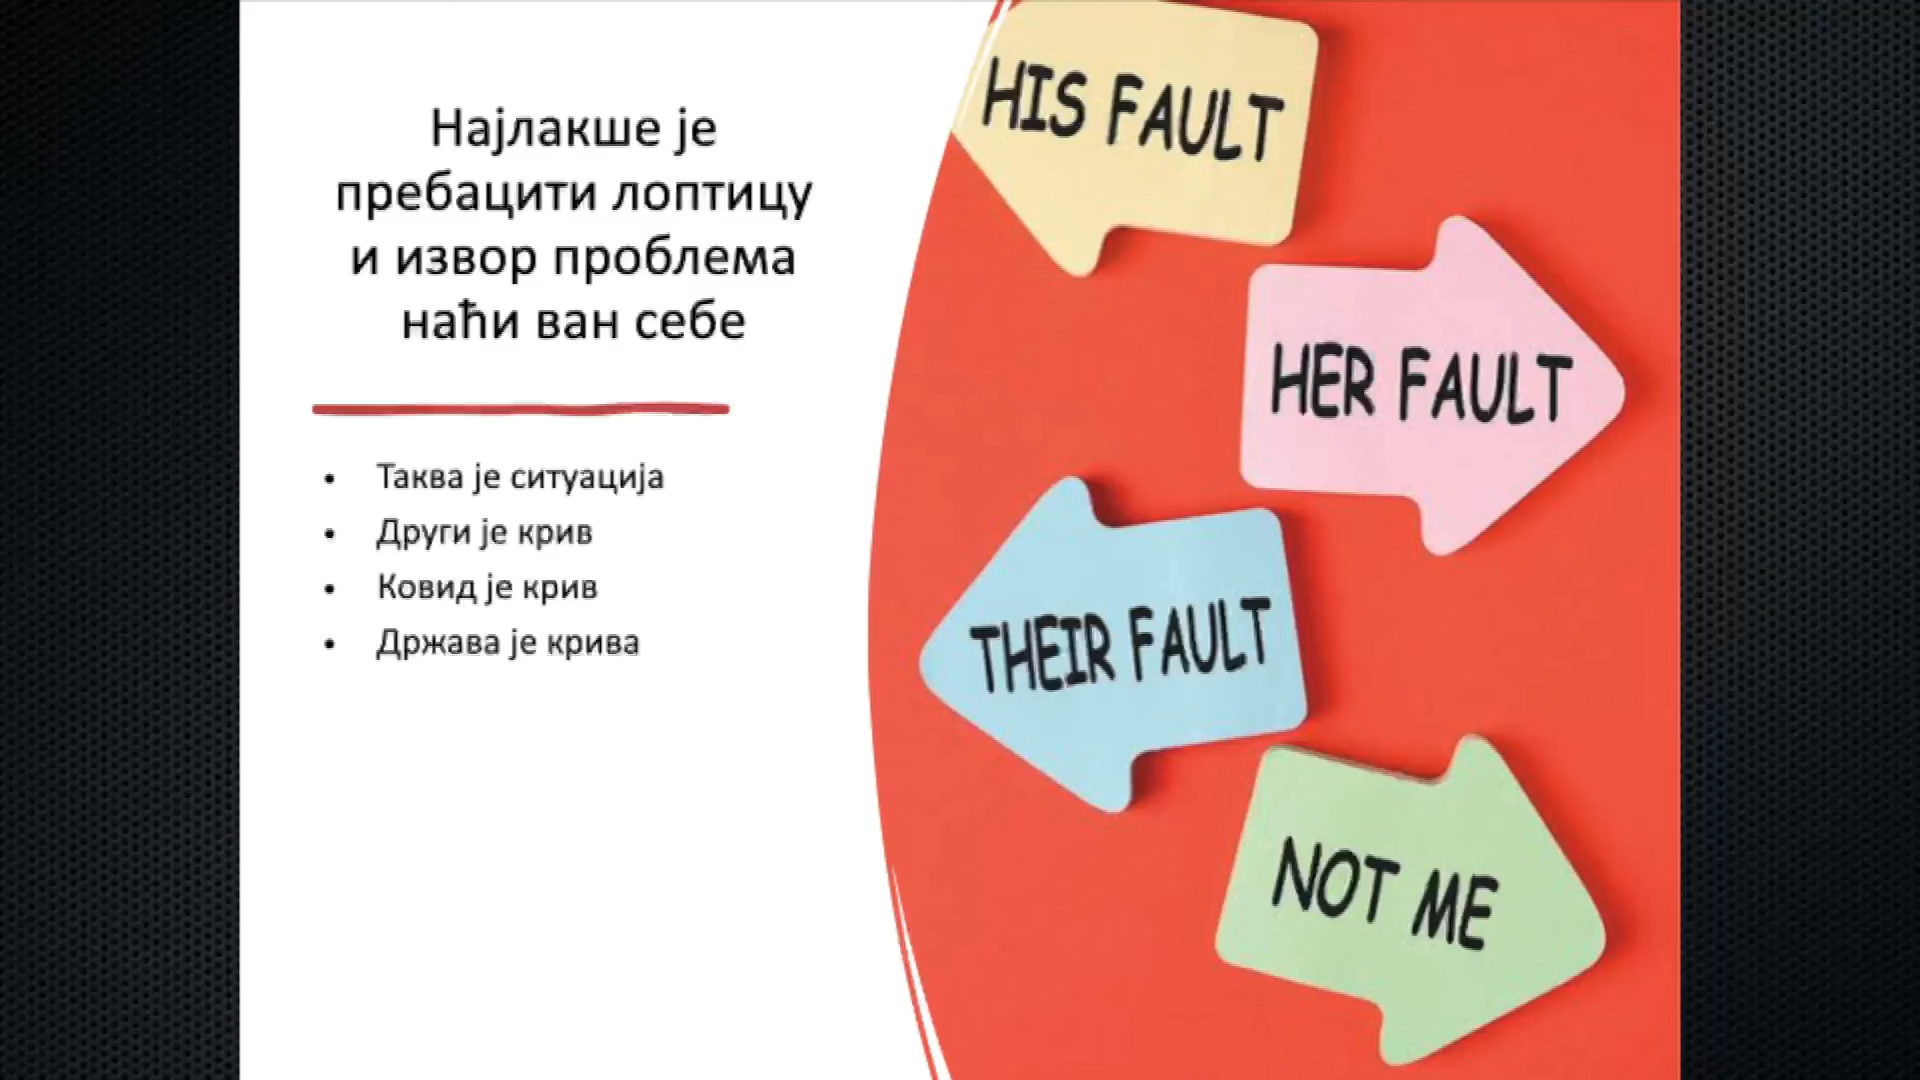 Најлакше је
пребацити лоптицу
и извор проблема
наћи ван себе
• Таква је ситуација
• Други је крив
• Ковид је крив
• Држава је крива
HIS FAULT
HER FAULT
THEIR FAULT
NOT ME